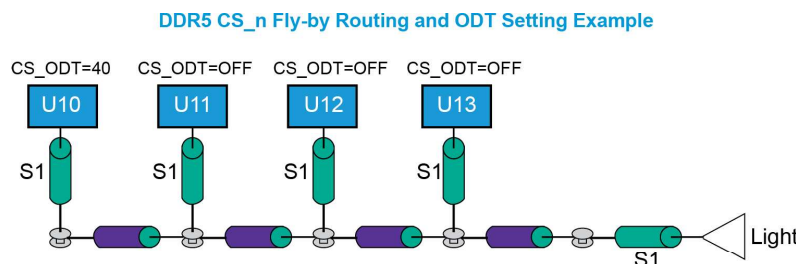 DDR5 CS_n Fly-by Routing and ODT Setting Example
CS_ODT=40 CS_ODT=OFF CS_ODT=OFF CS_ODT=OFF
U10 U11 U12 U13
S1 S1 S1 S1
Light
S1